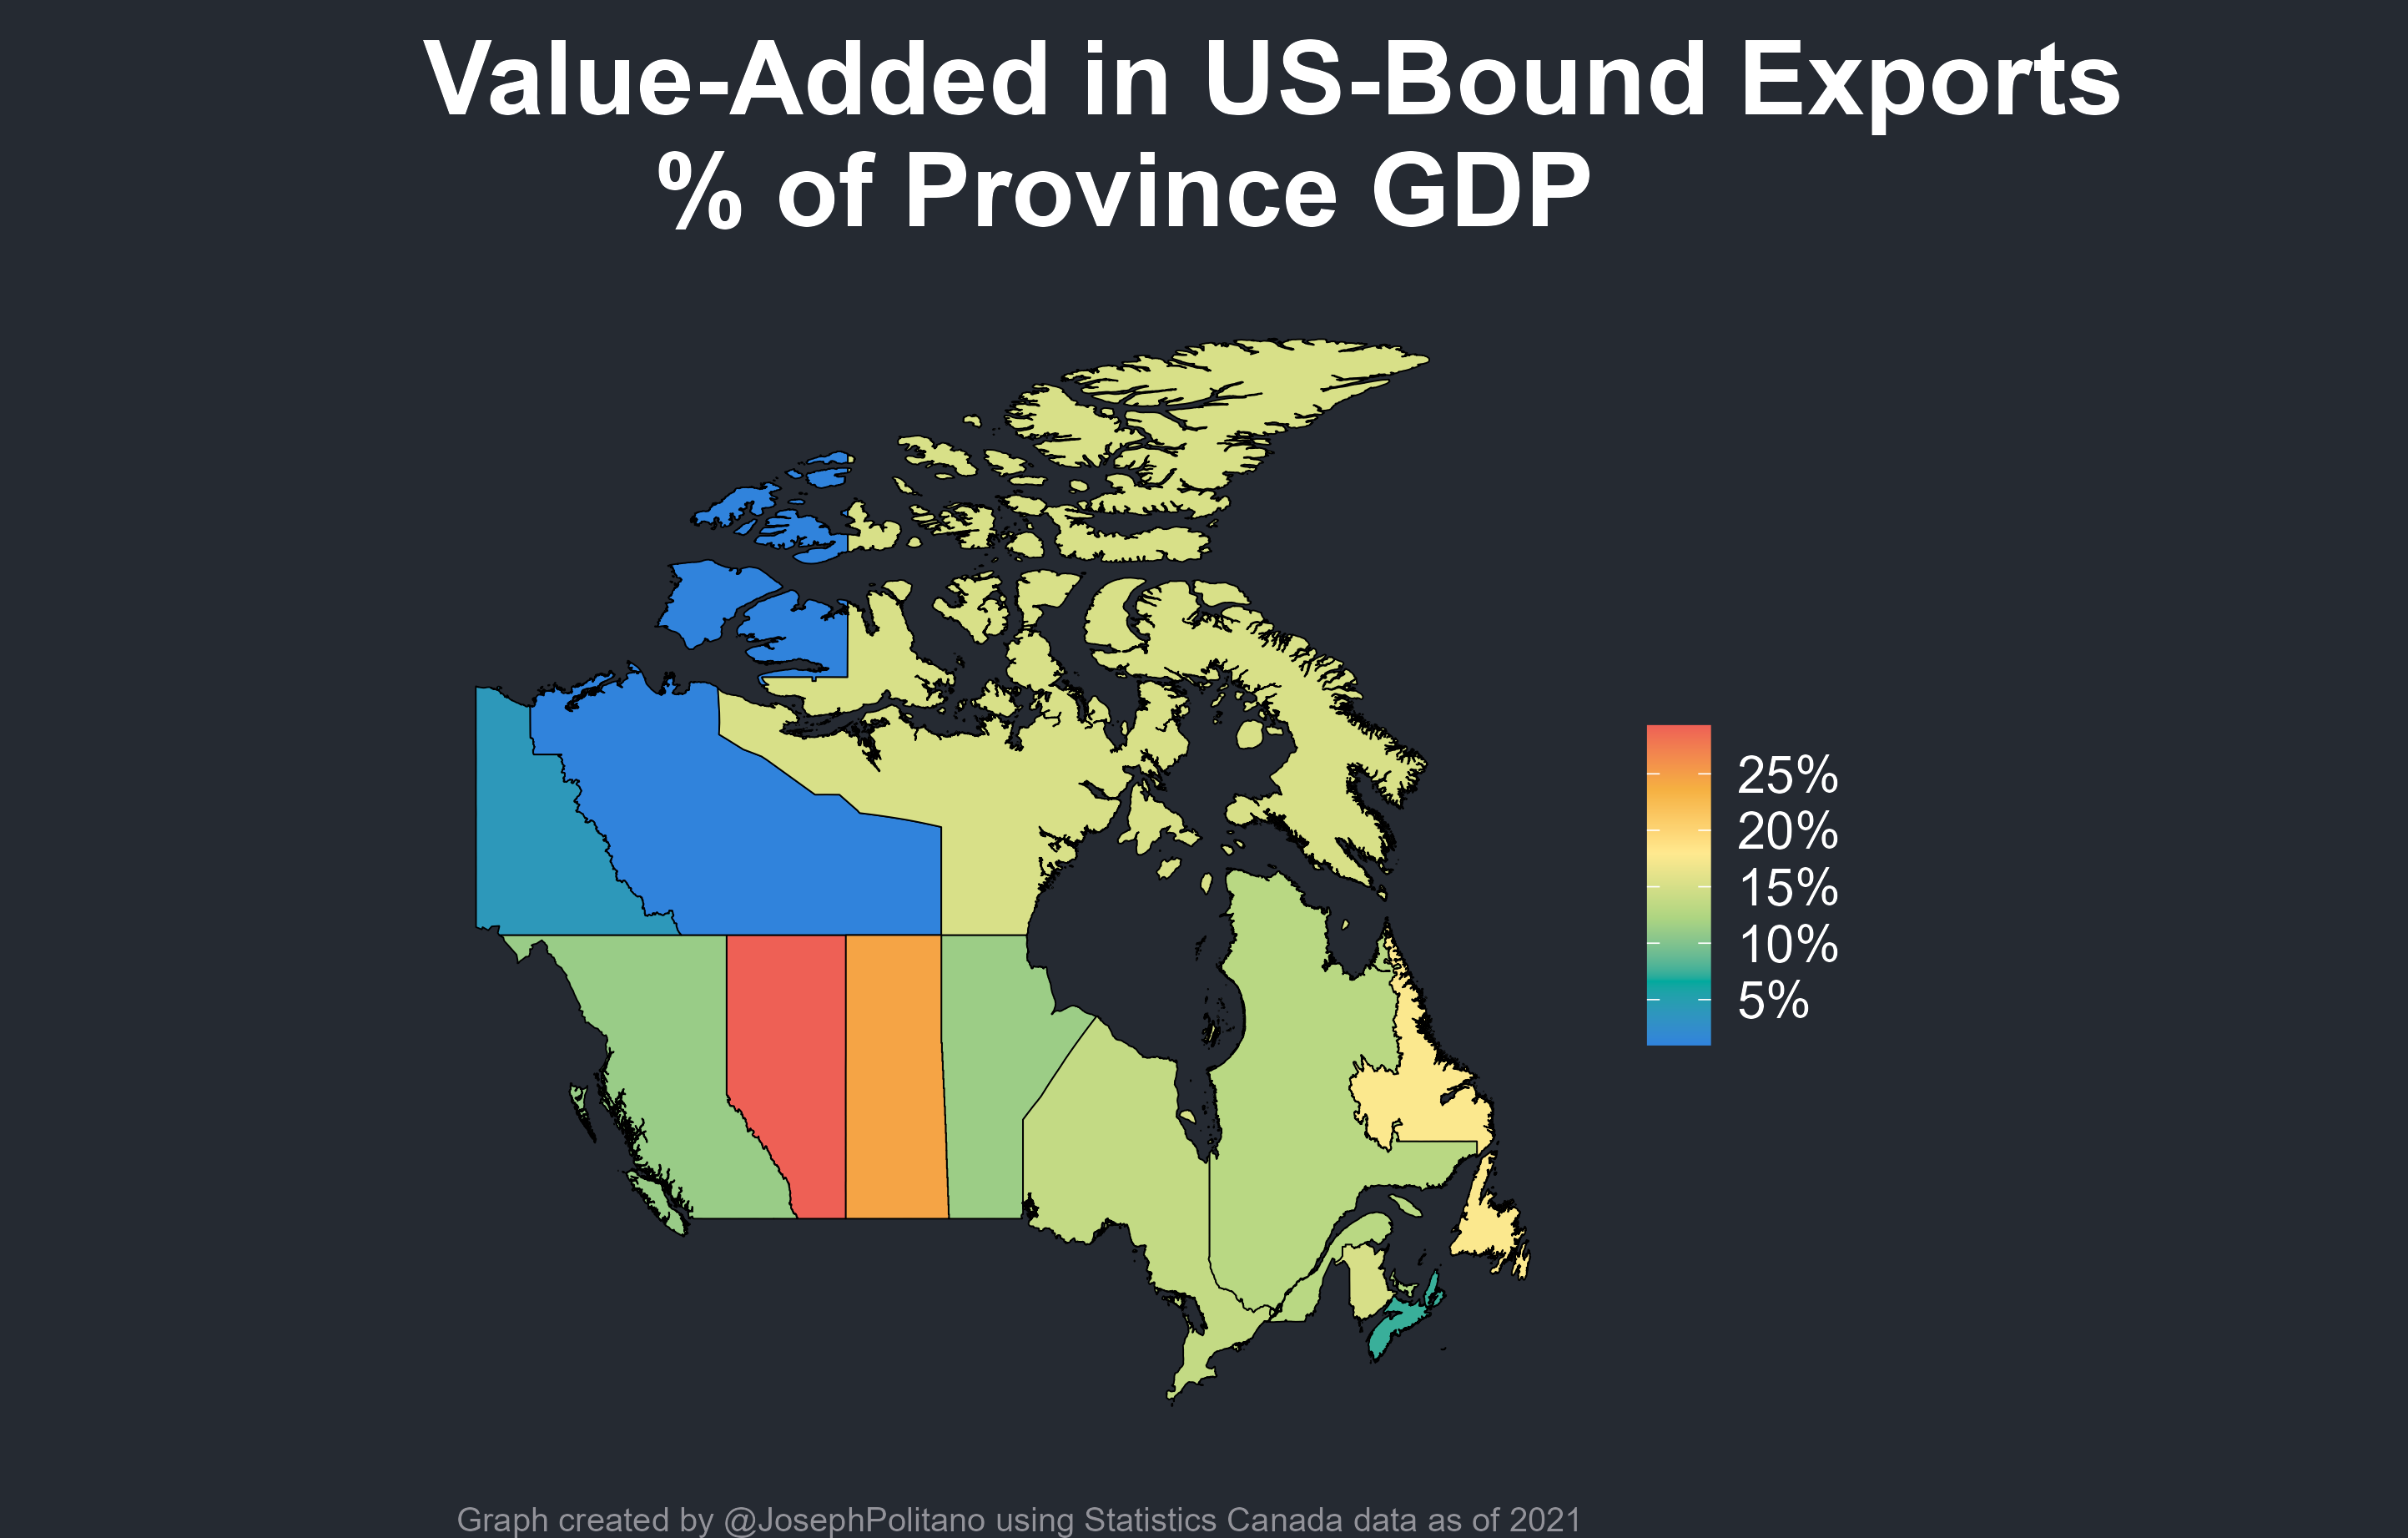 Value-Added in US-Bound Exports
% of Province GDP
25%
20%
15%
10%
5%
Graph created by @JosephPolitano using Statistics Canada data as of 2021